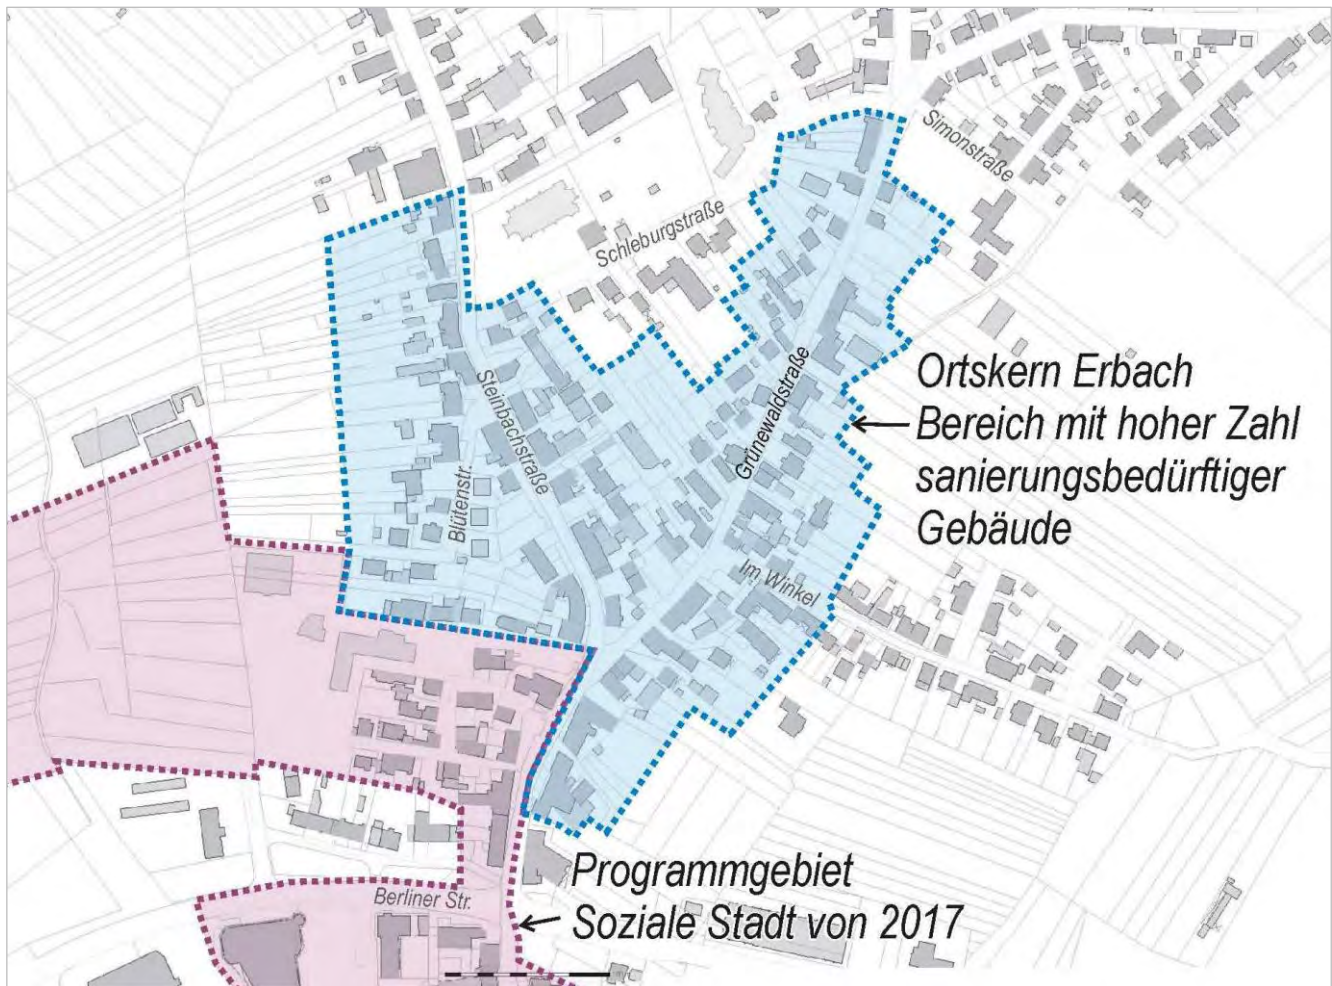 Simonstraße
Schleburgstraße
Steinbachstraße
Grünewaldstraße
Blütenstr.
Im Winkel
Ortskern Erbach
Bereich mit hoher Zahl
sanierungsbedürftiger
Gebäude
Programmgebiet
Soziale Stadt von 2017
Berliner Str.